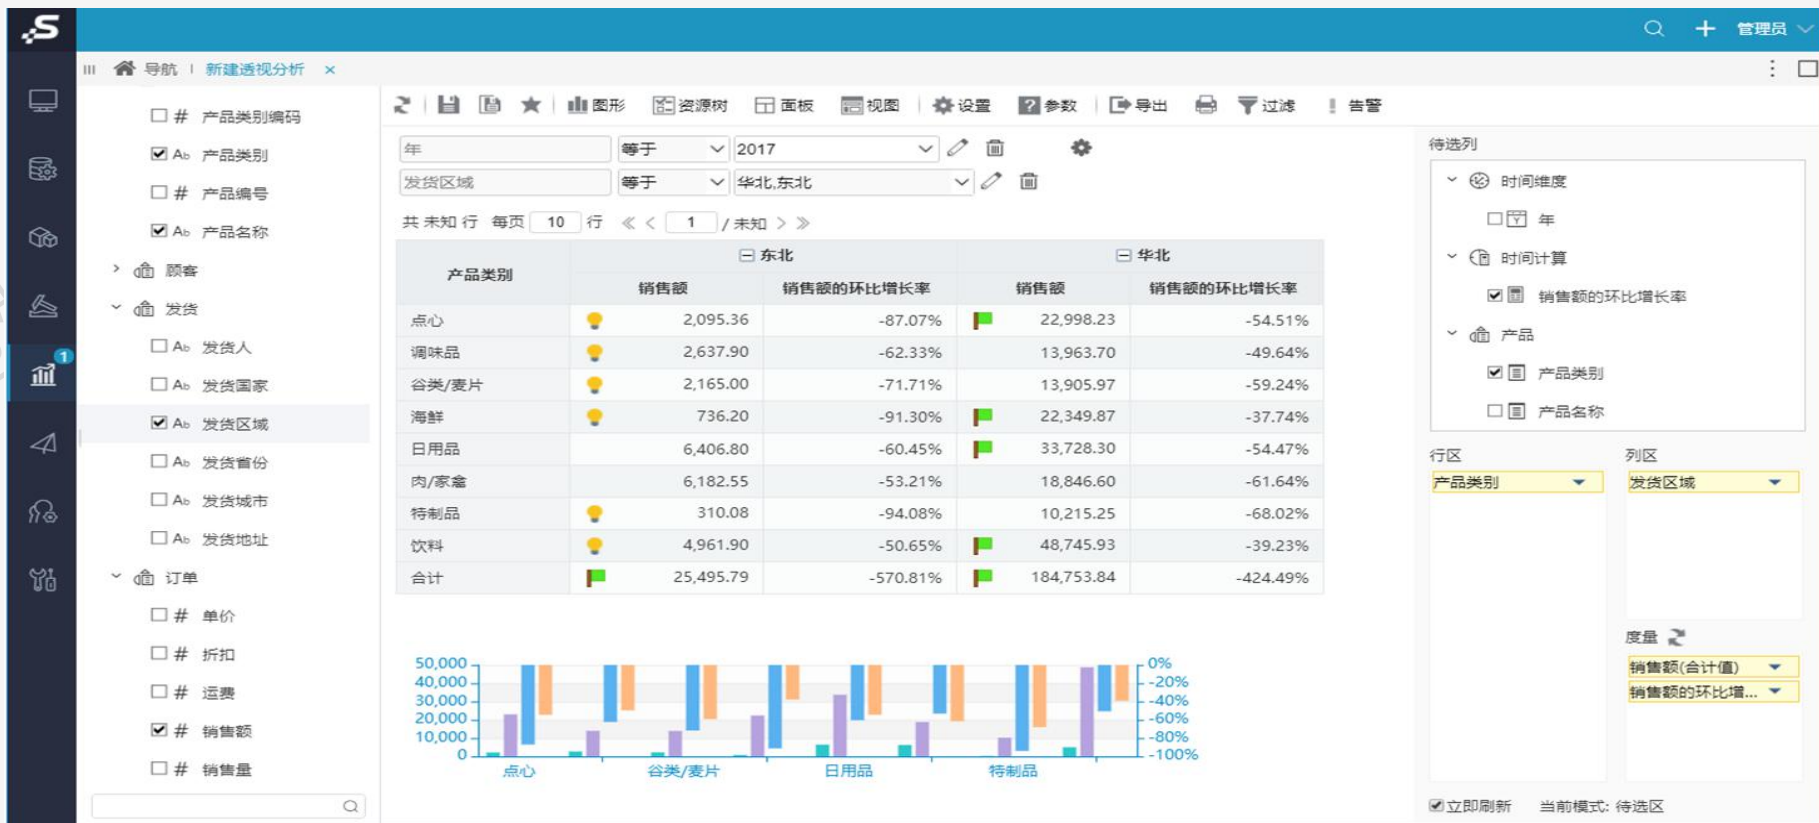 S
管理员
导航 新建透视分析 ×
1
# 产品类别编码
Ab 产品类别
# 产品编号
Ab 产品名称
顾客
发货
Ab 发货人
Ab 发货国家
Ab 发货区域
Ab 发货省份
Ab 发货城市
Ab 发货地址
订单
# 单价
# 折扣
# 运费
# 销售额
# 销售量
图形 资源树 面板 视图 设置 参数 导出 过滤 告警
年 等于 2017
发货区域 等于 华北,东北
共 未知 行 每页 10 行 1 / 未知
产品类别 东北 华北
销售额 销售额的环比增长率 销售额 销售额的环比增长率
点心 2,095.36 -87.07% 22,998.23 -54.51%
调味品 2,637.90 -62.33% 13,963.70 -49.64%
谷类/麦片 2,165.00 -71.71% 13,905.97 -59.24%
海鲜 736.20 -91.30% 22,349.87 -37.74%
日用品 6,406.80 -60.45% 33,728.30 -54.47%
肉/家禽 6,182.55 -53.21% 18,846.60 -61.64%
特制品 310.08 -94.08% 10,215.25 -68.02%
饮料 4,961.90 -50.65% 48,745.93 -39.23%
合计 25,495.79 -570.81% 184,753.84 -424.49%
50,000 0%
40,000 -20%
30,000 -40%
20,000 -60%
10,000 -80%
0 -100%
点心 谷类/麦片 日用品 特制品
待选列
时间维度
年
时间计算
销售额的环比增长率
产品
产品类别
产品名称
行区 列区
产品类别 发货区域
度量
销售额(合计值)
销售额的环比增...
立即刷新 当前模式: 待选区